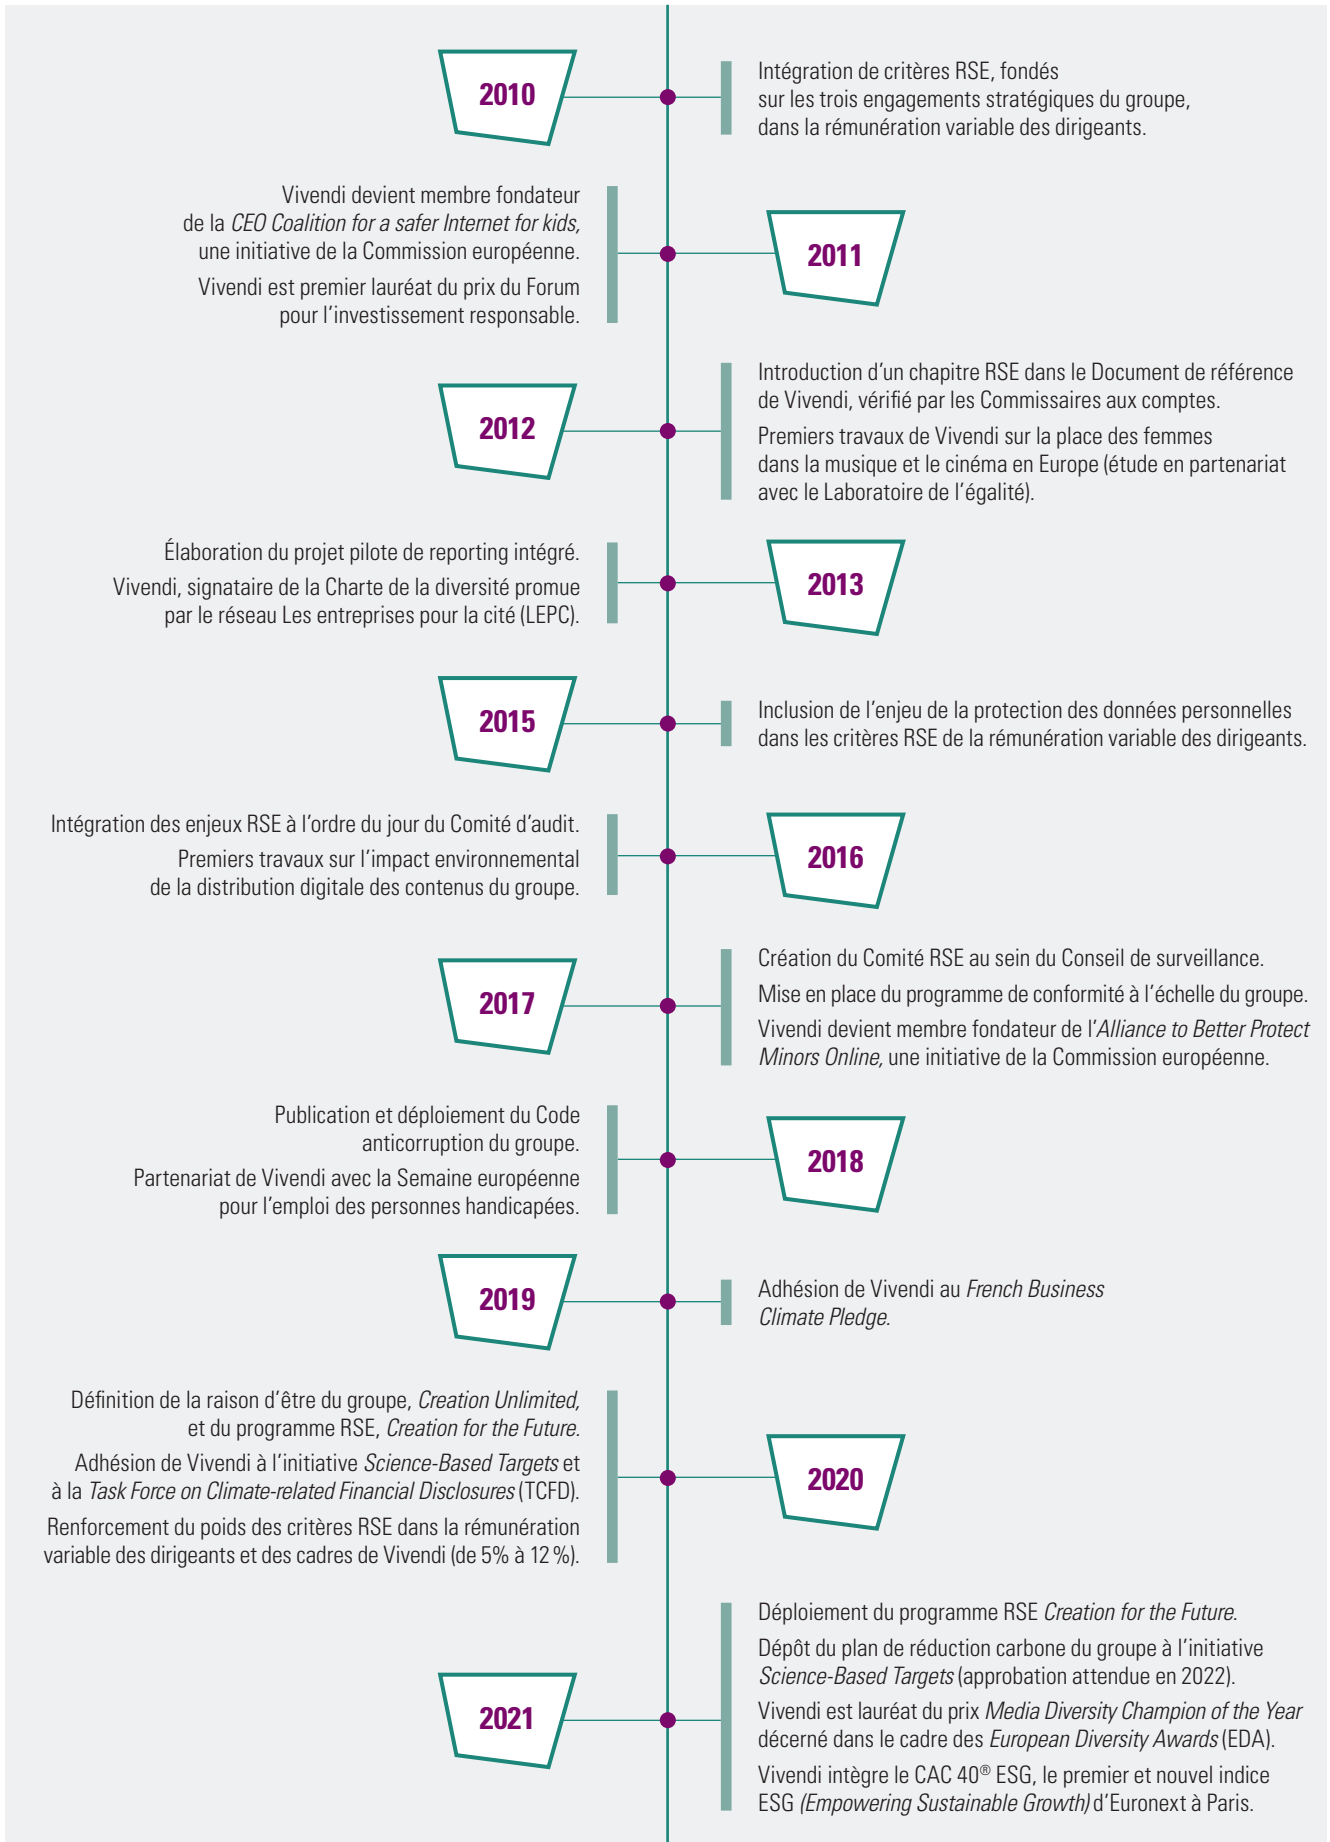 2010
Intégration de critères RSE, fondés
sur les trois engagements stratégiques du groupe,
dans la rémunération variable des dirigeants.
Vivendi devient membre fondateur
de la CEO Coalition for a safer Internet for kids,
une initiative de la Commission européenne.
Vivendi est premier lauréat du prix du Forum
pour l’investissement responsable.
2011
2012
Introduction d’un chapitre RSE dans le Document de référence
de Vivendi, vérifié par les Commissaires aux comptes.
Premiers travaux de Vivendi sur la place des femmes
dans la musique et le cinéma en Europe (étude en partenariat
avec le Laboratoire de l’égalité).
Élaboration du projet pilote de reporting intégré.
Vivendi, signataire de la Charte de la diversité promue
par le réseau Les entreprises pour la cité (LEPC).
2013
2015
Inclusion de l’enjeu de la protection des données personnelles
dans les critères RSE de la rémunération variable des dirigeants.
Intégration des enjeux RSE à l’ordre du jour du Comité d’audit.
Premiers travaux sur l’impact environnemental
de la distribution digitale des contenus du groupe.
2016
2017
Création du Comité RSE au sein du Conseil de surveillance.
Mise en place du programme de conformité à l’échelle du groupe.
Vivendi devient membre fondateur de l’Alliance to Better Protect
Minors Online, une initiative de la Commission européenne.
Publication et déploiement du Code
anticorruption du groupe.
Partenariat de Vivendi avec la Semaine européenne
pour l’emploi des personnes handicapées.
2018
2019
Adhésion de Vivendi au French Business
Climate Pledge.
Définition de la raison d’être du groupe, Creation Unlimited,
et du programme RSE, Creation for the Future.
Adhésion de Vivendi à l’initiative Science-Based Targets et
à la Task Force on Climate-related Financial Disclosures (TCFD).
Renforcement du poids des critères RSE dans la rémunération
variable des dirigeants et des cadres de Vivendi (de 5% à 12 %).
2020
2021
Déploiement du programme RSE Creation for the Future.
Dépôt du plan de réduction carbone du groupe à l’initiative
Science-Based Targets (approbation attendue en 2022).
Vivendi est lauréat du prix Media Diversity Champion of the Year
décerné dans le cadre des European Diversity Awards (EDA).
Vivendi intègre le CAC 40® ESG, le premier et nouvel indice
ESG (Empowering Sustainable Growth) d’Euronext à Paris.